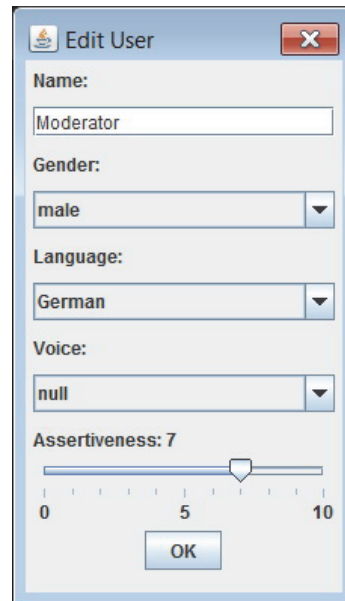 Edit User
Name:
Moderator
Gender:
male
Language:
German
Voice:
null
Assertiveness: 7
0 5 10
OK